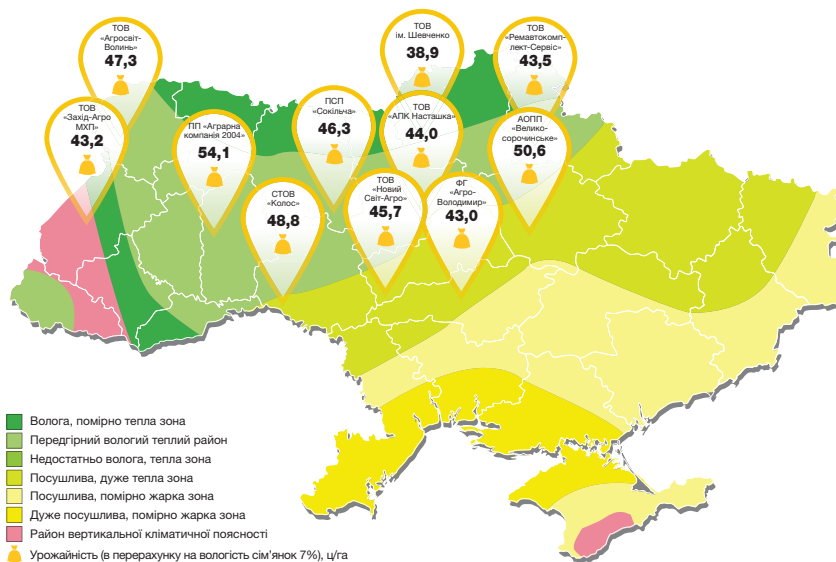 ТОВ
«Агросвіт-
Волинь»
47,3
ТОВ
ім. Шевченко
38,9
ТОВ
«Ремавтокомп-
лект-Сервіс»
43,5
ТОВ
«Захід-Агро
МХП»
43,2
ПП «Аграрна
компанія 2004»
54,1
ПСП
«Сокільча»
46,3
ТОВ
«АПК Насташка»
44,0
АОПП
«Велико-
сорочинське»
50,6
СТОВ
«Колос»
48,8
ТОВ
«Новий
Світ-Агро»
45,7
ФГ
«Агро-
Володимир»
43,0
Волога, помірно тепла зона
Передгірний вологий теплий район
Недостатньо волога, тепла зона
Посушлива, дуже тепла зона
Посушлива, помірно жарка зона
Дуже посушлива, помірно жарка зона
Район вертикальної кліматичної поясності
Урожайність (в перерахунку на вологість сім’янок 7%), ц/га